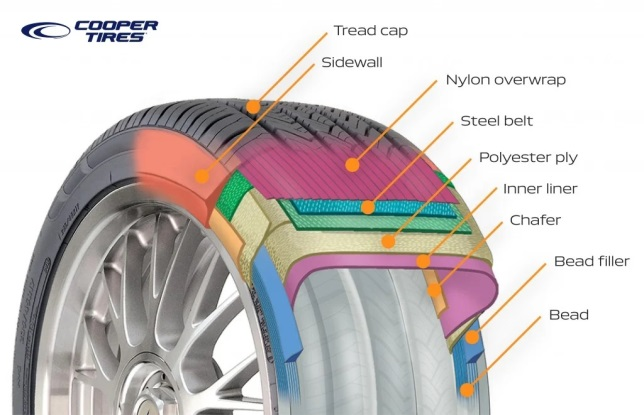 COOPER
TIRES
Tread cap
Sidewall
Nylon overwrap
Steel belt
Polyester ply
Inner liner
Chafer
Bead filler
Bead